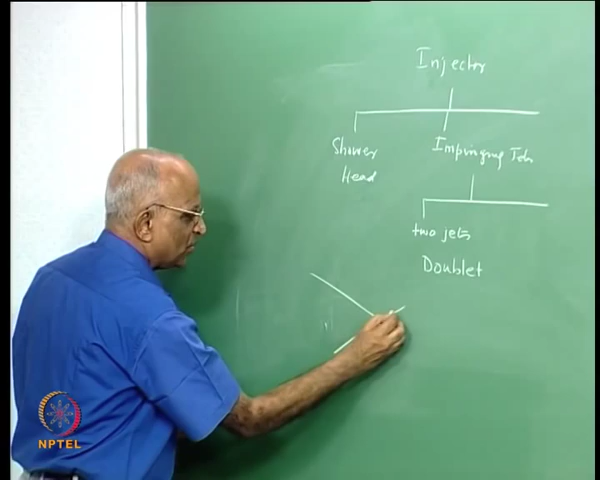 Injector
Shower
Head
Impinging Jets
two jets
Doublet
NPTEL